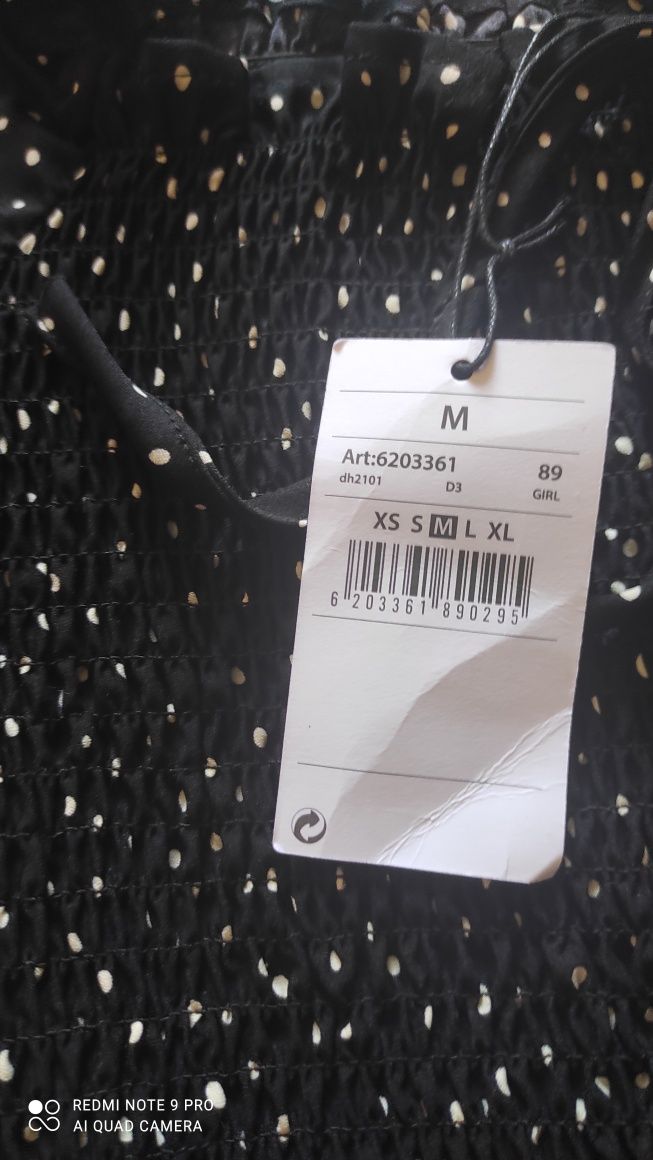 M
Art:6203361 89
dh2101 D3 GIRL
XS S M L XL
6 203361 890295
REDMI NOTE 9 PRO
AI QUAD CAMERA